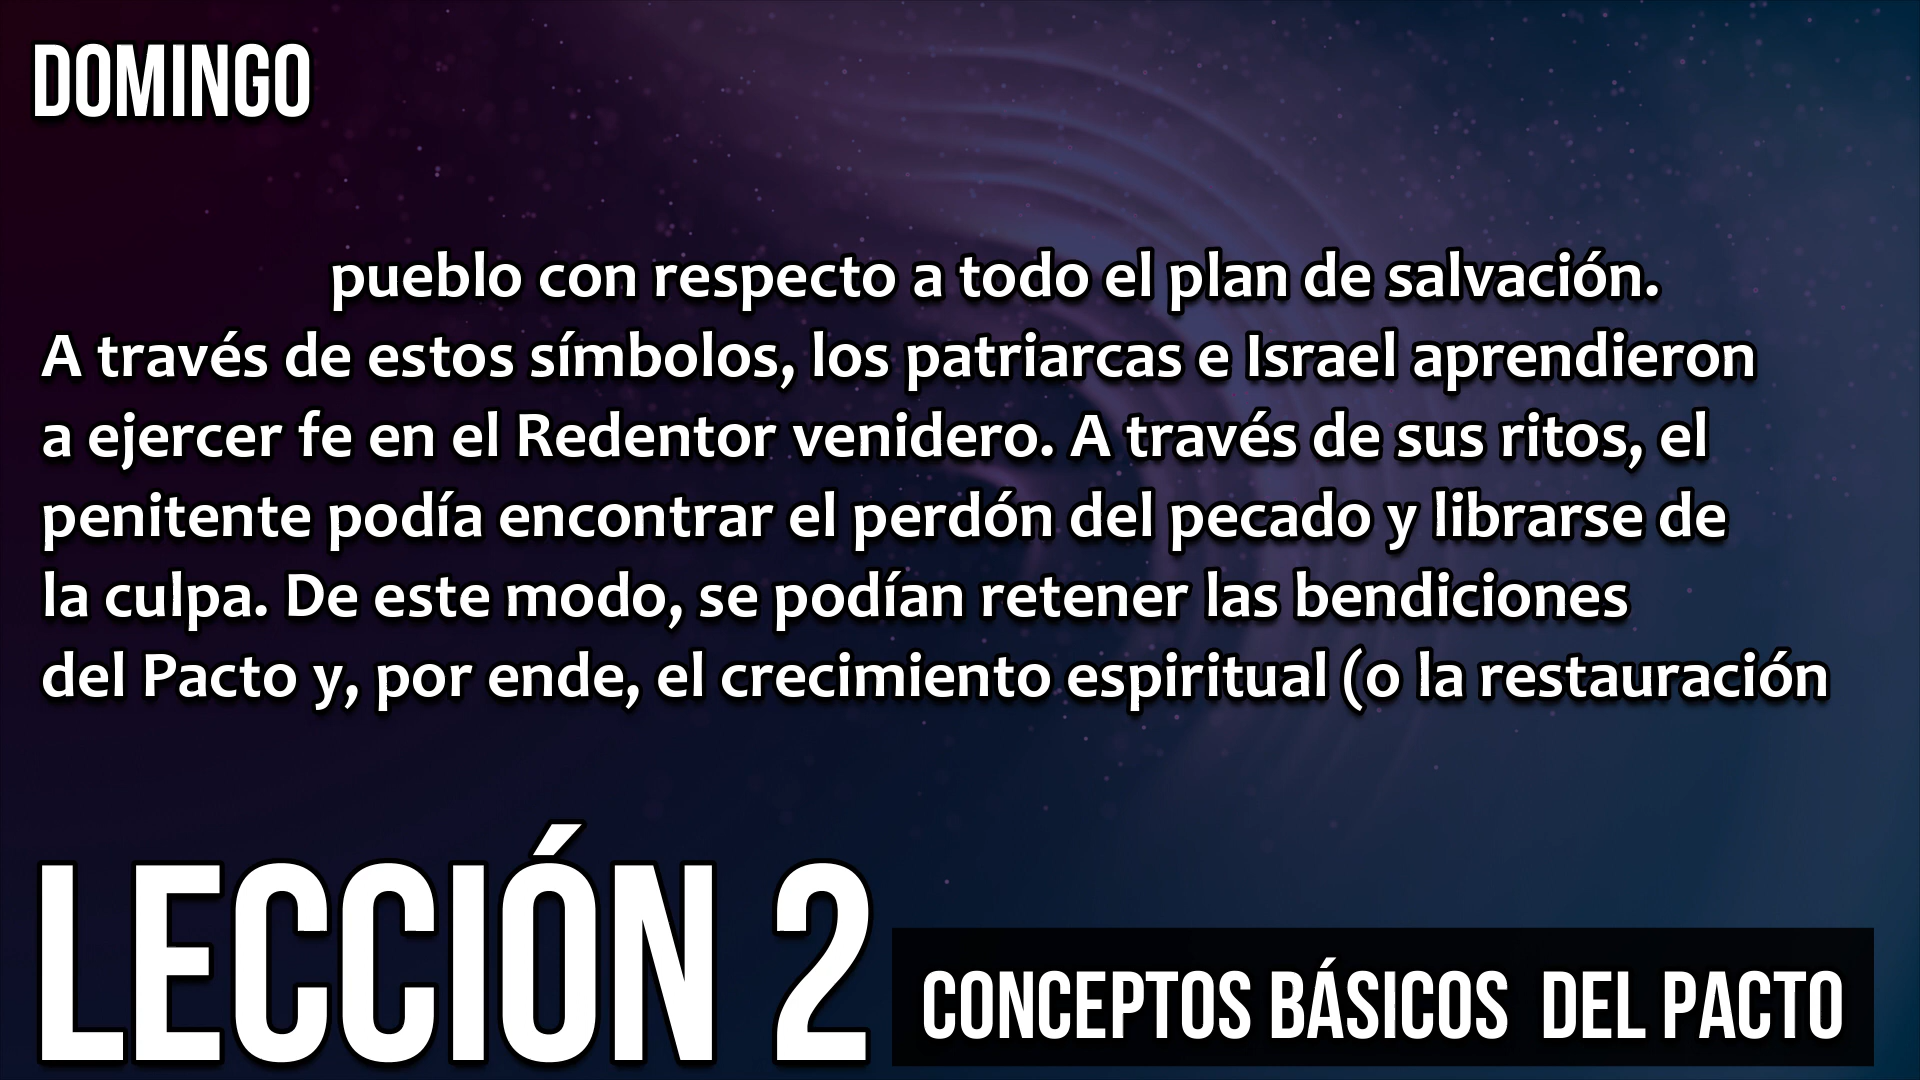 DOMINGO
pueblo con respecto a todo el plan de salvación.
A través de estos símbolos, los patriarcas e Israel aprendieron
a ejercer fe en el Redentor venidero. A través de sus ritos, el
penitente podía encontrar el perdón del pecado y librarse de
la culpa. De este modo, se podían retener las bendiciones
del Pacto y, por ende, el crecimiento espiritual (o la restauración
LECCIÓN 2
CONCEPTOS BÁSICOS DEL PACTO